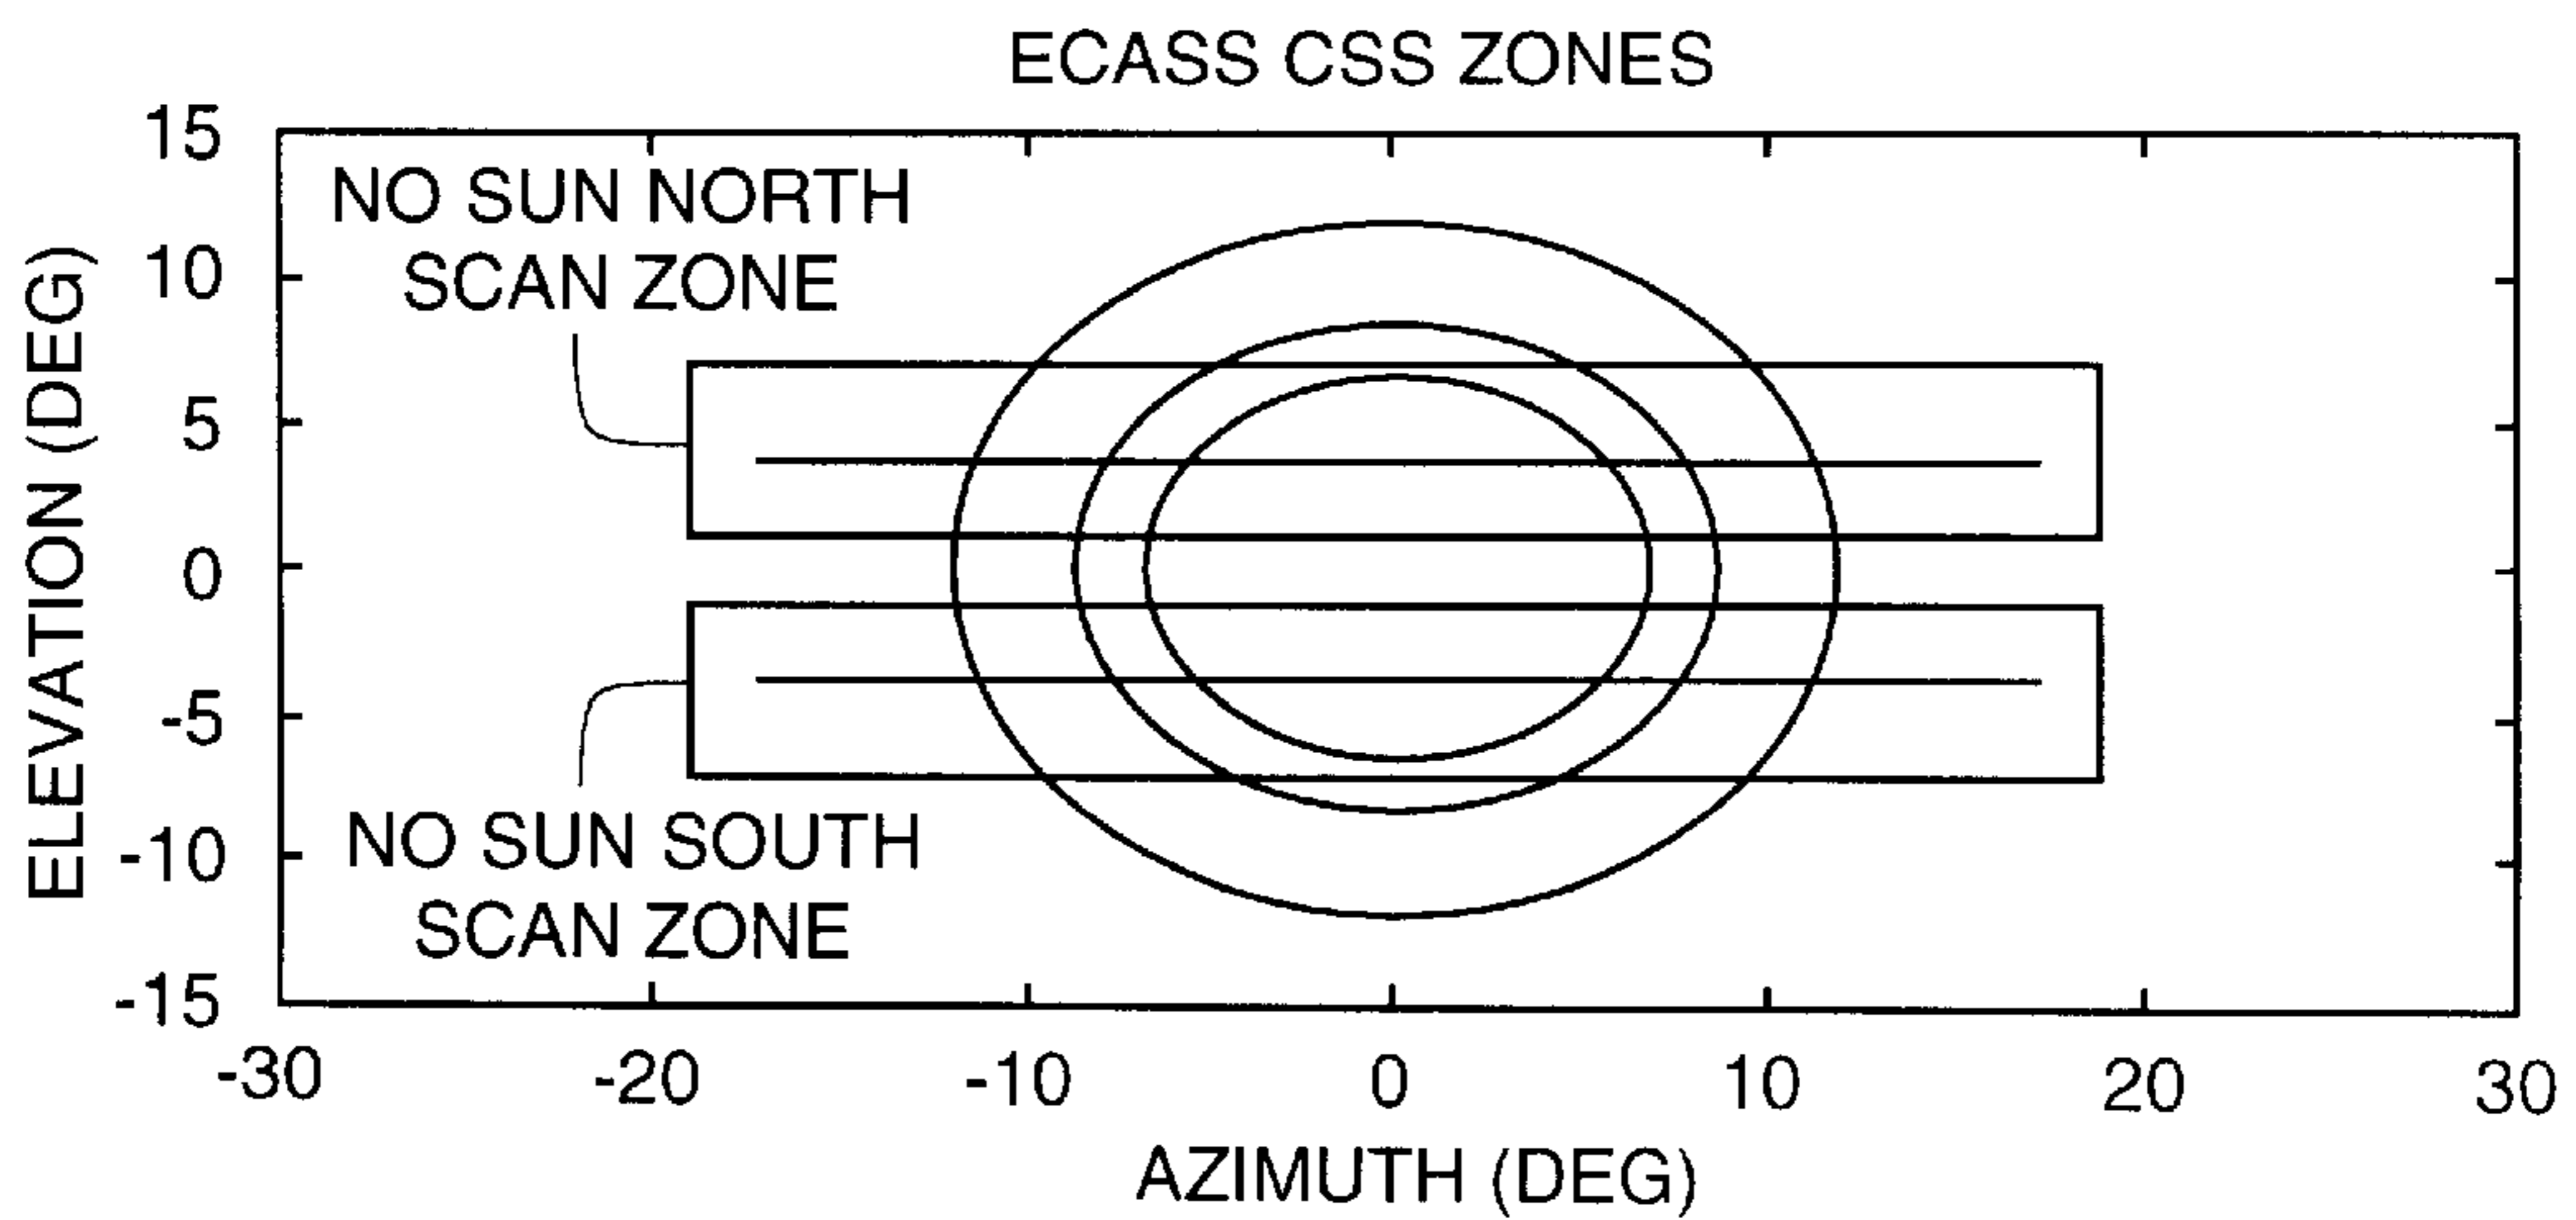 ECASS CSS ZONES
15
NO SUN NORTH
SCAN ZONE
10
5
0
-5
-10
-15
ELEVATION (DEG)
NO SUN SOUTH
SCAN ZONE
-30 -20 -10 0 10 20 30
AZIMUTH (DEG)